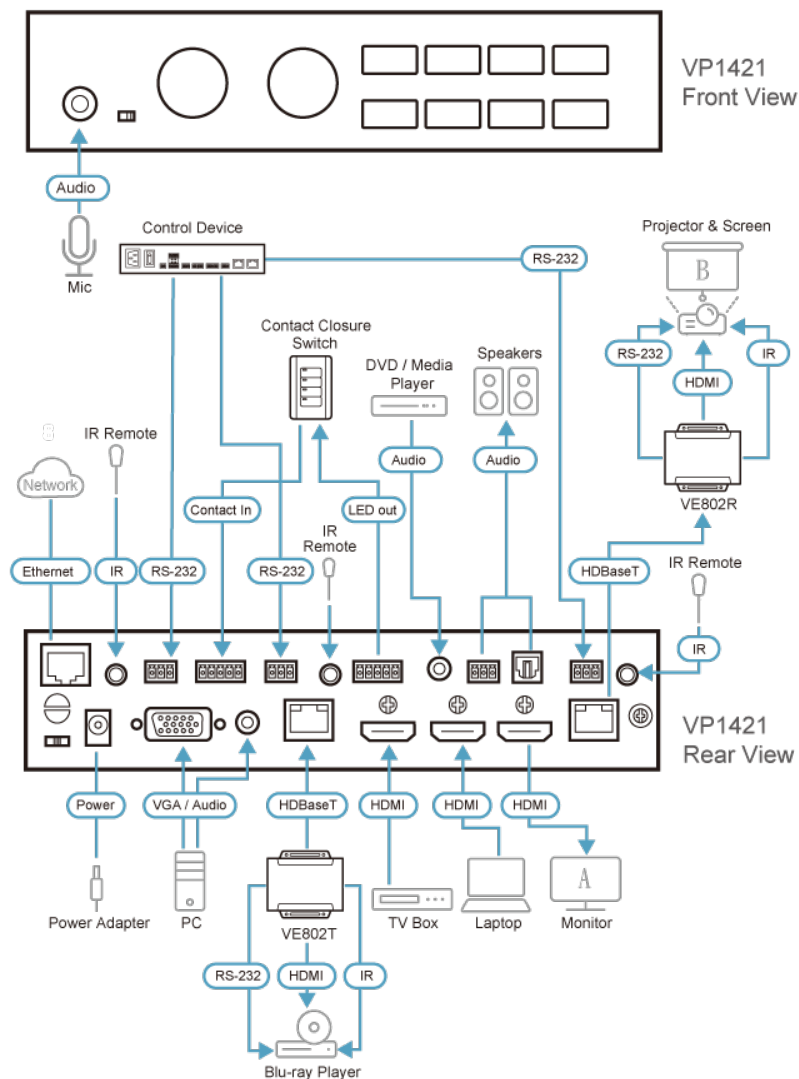 VP1421
Front View
Audio
Mic
Control Device
RS-232
Projector & Screen
B
Contact Closure
Switch
DVD / Media
Player
Speakers
RS-232
IR
HDMI
IR Remote
Network
Audio
Audio
VE802R
Contact In
LED out
IR
Remote
Ethernet
IR
RS-232
RS-232
HDBaseT
IR Remote
IR
VP1421
Rear View
Power
VGA / Audio
HDBaseT
HDMI
HDMI
HDMI
A
Power Adapter
PC
VE802T
TV Box
Laptop
Monitor
RS-232
HDMI
IR
Blu-ray Player